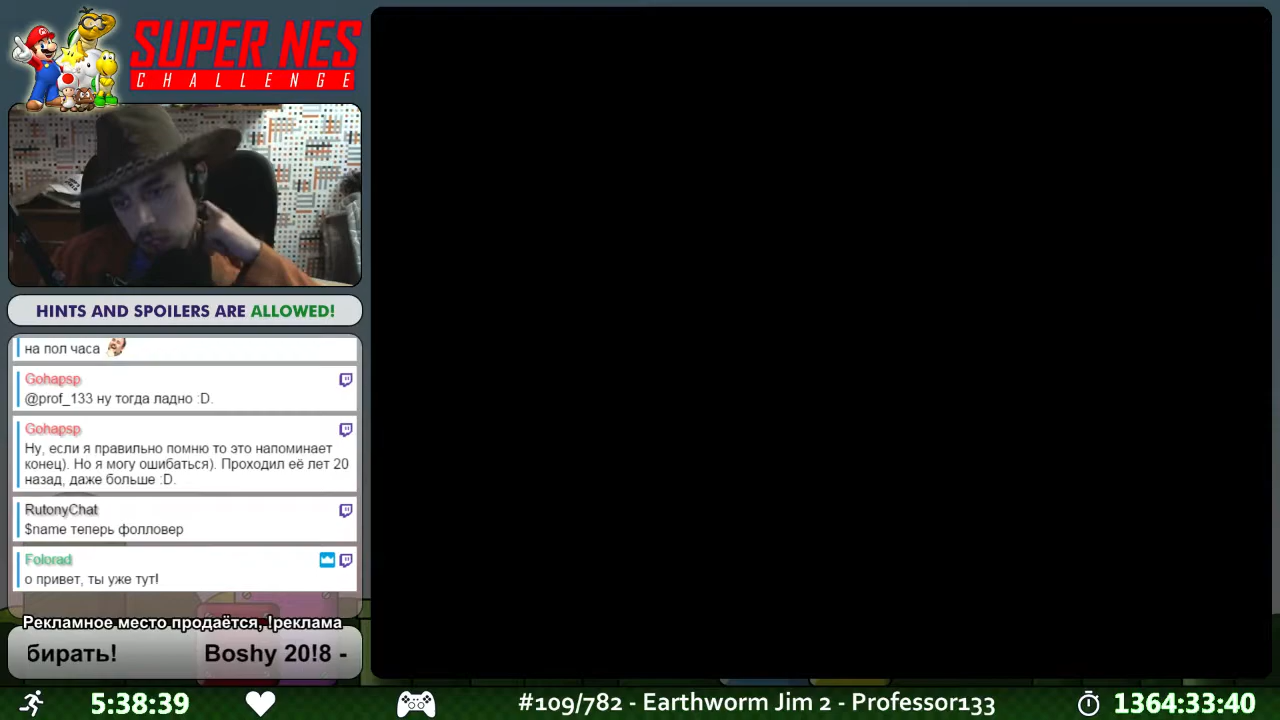 SUPER NES
CHALLENGE
HINTS AND SPOILERS ARE ALLOWED!
на пол часа
Gohapsp
@prof_133 ну тогда ладно :D.
Gohapsp
Ну, если я правильно помню то это напоминает
конец). Но я могу ошибаться). Проходил её лет 20
назад, даже больше :D.
RutonyChat
$name теперь фолловер
Folorad
о привет, ты уже тут!
Рекламное место продаётся, !реклама
бирать! Boshy 20!8 -
5:38:39
#109/782 - Earthworm Jim 2 - Professor133
1364:33:40